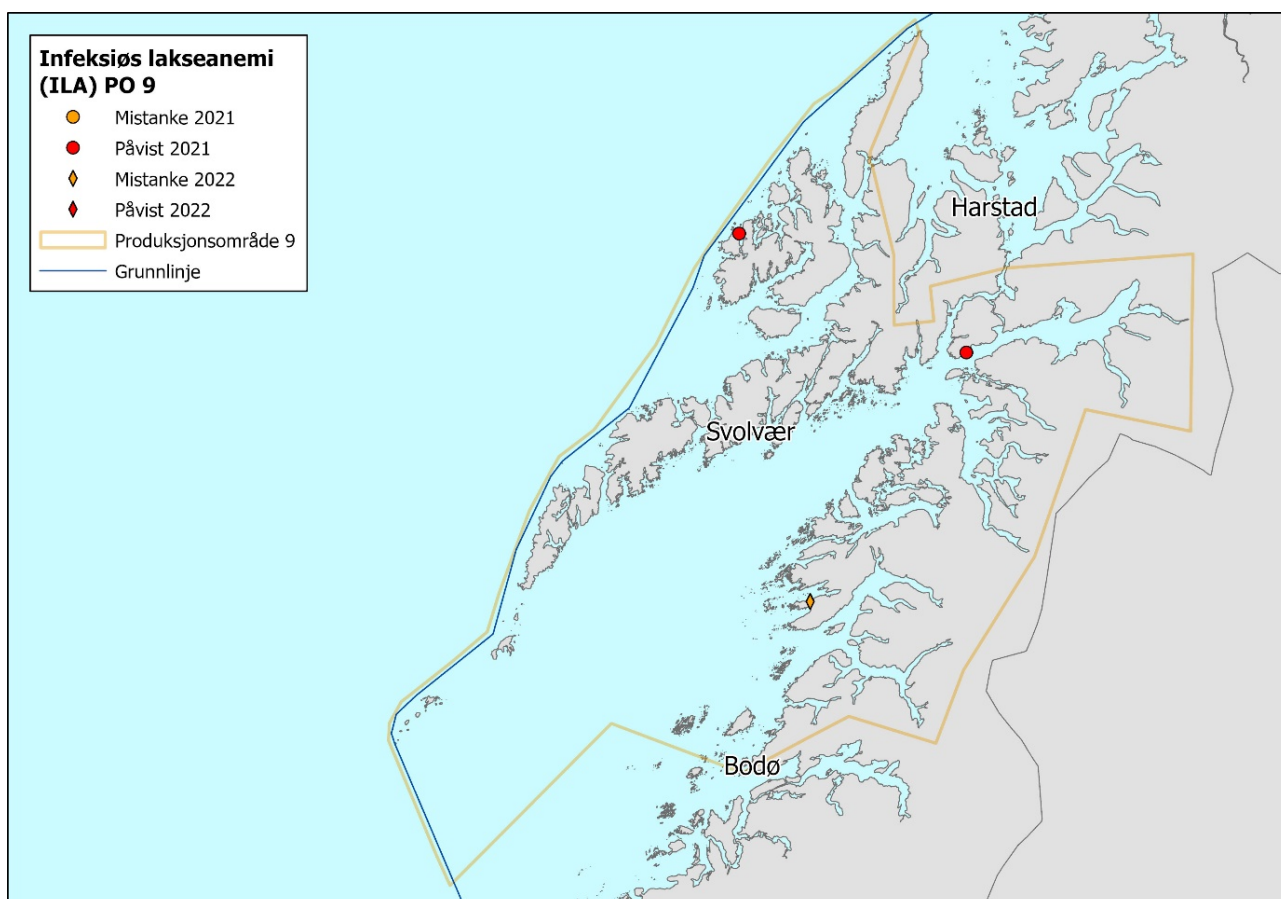 Infeksiøs lakseanemi
(ILA) PO 9
Mistanke 2021
Påvist 2021
Mistanke 2022
Påvist 2022
Produksjonsområde 9
Grunnlinje
Harstad
Svolvær
Bodø